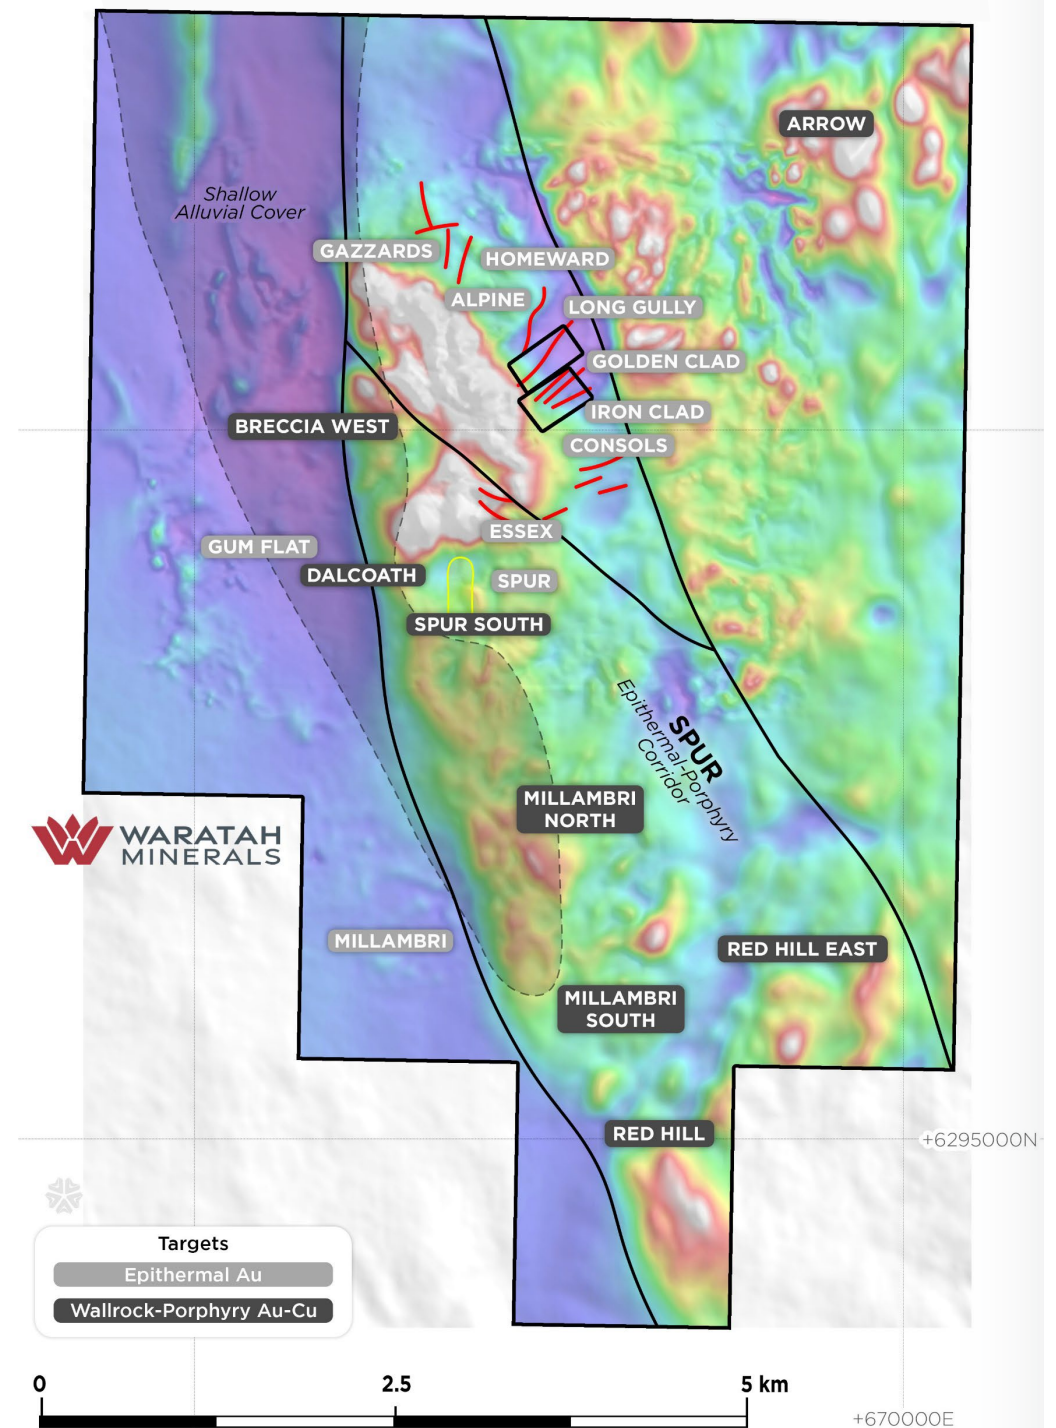 ARROW
Shallow
Alluvial Cover
GAZZARDS
HOMEWARD
ALPINE
LONG GULLY
GOLDEN CLAD
IRON CLAD
BRECCIA WEST
CONSOLS
ESSEX
GUM FLAT
DALCOATH
SPUR
SPUR SOUTH
SPUR
Epithermal-Porphyry
Corridor
MILLAMBRI
NORTH
WARATAH
MINERALS
MILLAMBRI
RED HILL EAST
MILLAMBRI
SOUTH
RED HILL
+6295000N
Targets
Epithermal Au
Wallrock-Porphyry Au-Cu
0
2.5
5 km
+670000E